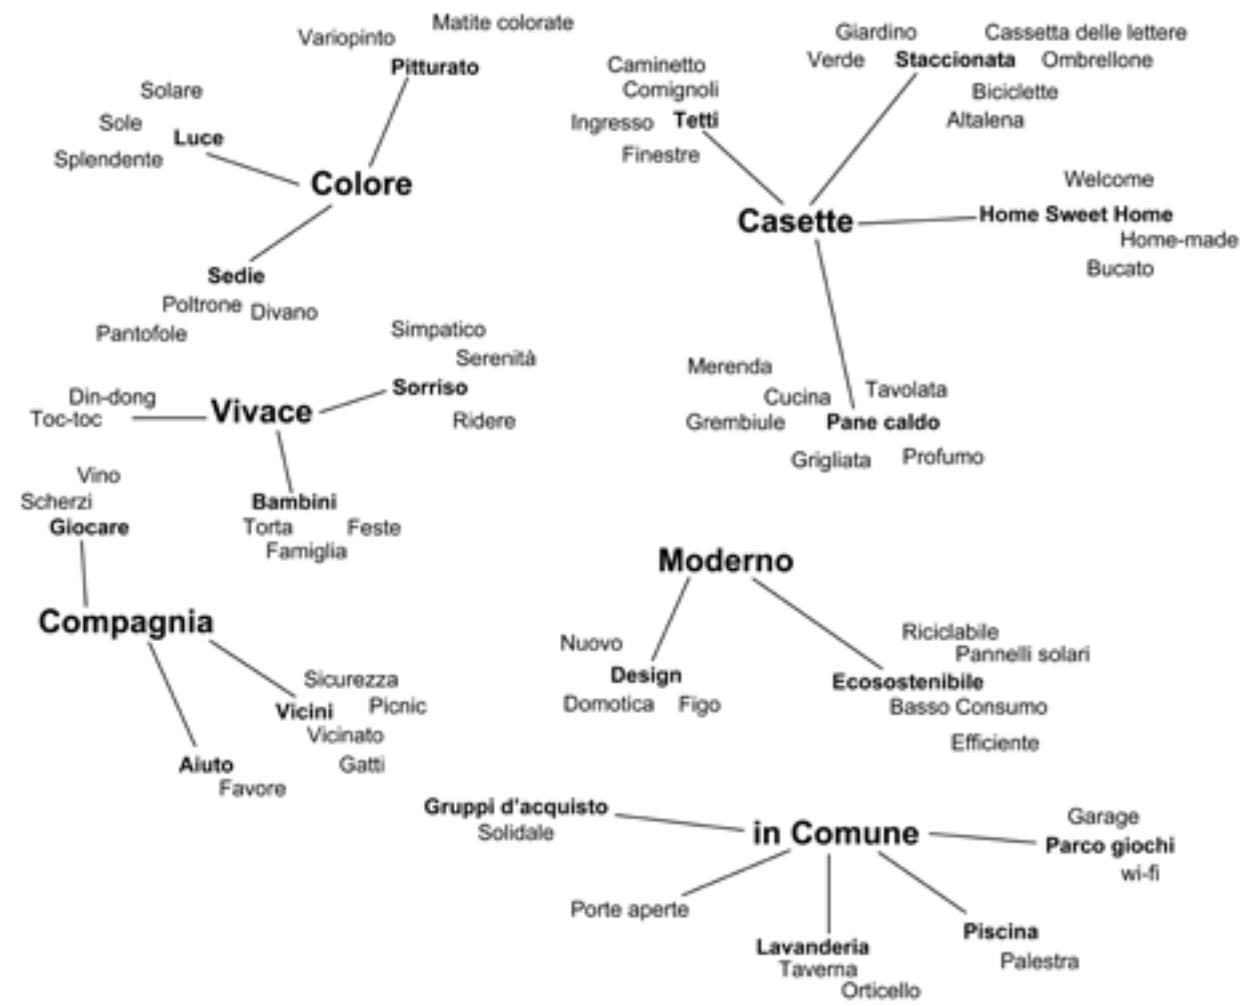 Matite colorate
Variopinto
Pitturato
Solare
Sole
Luce
Splendente
Colore
Sedie
Poltrone
Divano
Pantofole
Giardino
Cassetta delle lettere
Verde
Staccionata
Ombrellone
Biciclette
Altalena
Caminetto
Comignoli
Ingresso
Tetti
Finestre
Casette
Welcome
Home Sweet Home
Home-made
Bucato
Merenda
Cucina
Tavolata
Grembiule
Pane caldo
Grigliata
Profumo
Simpatico
Serenità
Sorriso
Ridere
Din-dong
Toc-toc
Vivace
Bambini
Torta
Feste
Famiglia
Vino
Scherzi
Giocare
Compagnia
Sicurezza
Vicini
Picnic
Vicinato
Gatti
Aiuto
Favore
Moderno
Nuovo
Design
Domotica
Figo
Riciclabile
Pannelli solari
Ecosostenibile
Basso Consumo
Efficiente
Gruppi d'acquisto
Solidale
in Comune
Garage
Parco giochi
wi-fi
Porte aperte
Lavanderia
Taverna
Orticello
Piscina
Palestra